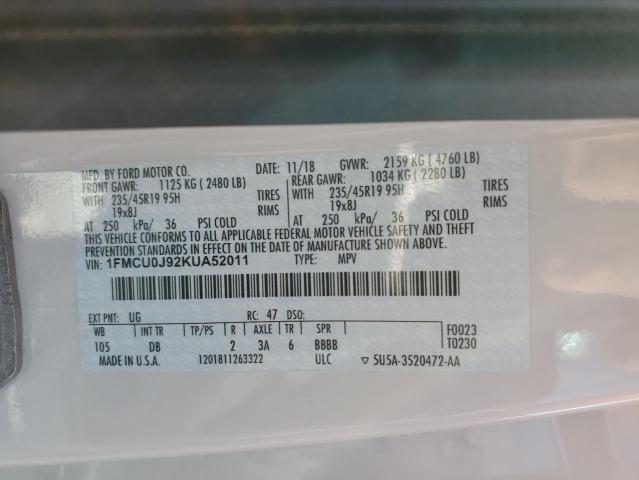 MFD. BY FORD MOTOR CO. DATE: 11/18 GVWR: 2159 KG ( 4760 LB)
FRONT GAWR: 1125 KG ( 2480 LB) REAR GAWR: 1034 KG ( 2280 LB)
WITH 235/45R19 95H TIRES WITH 235/45R19 95H TIRES
19x8J RIMS 19x8J RIMS
AT 250 kPa/ 36 PSI COLD AT 250 kPa/ 36 PSI COLD
THIS VEHICLE CONFORMS TO ALL APPLICABLE FEDERAL MOTOR VEHICLE SAFETY AND THEFT
PREVENTION STANDARDS IN EFFECT ON THE DATE OF MANUFACTURE SHOWN ABOVE.
VIN: 1FMCU0J92KUA52011 TYPE: MPV
EXT PNT: UG RC: 47 DSO: F0023
WB INT TR TP/PS R AXLE TR SPR T0230
105 DB 2 3A 6 BBBB
MADE IN U.S.A. 1201811263322 ULC 5U5A-3520472-AA